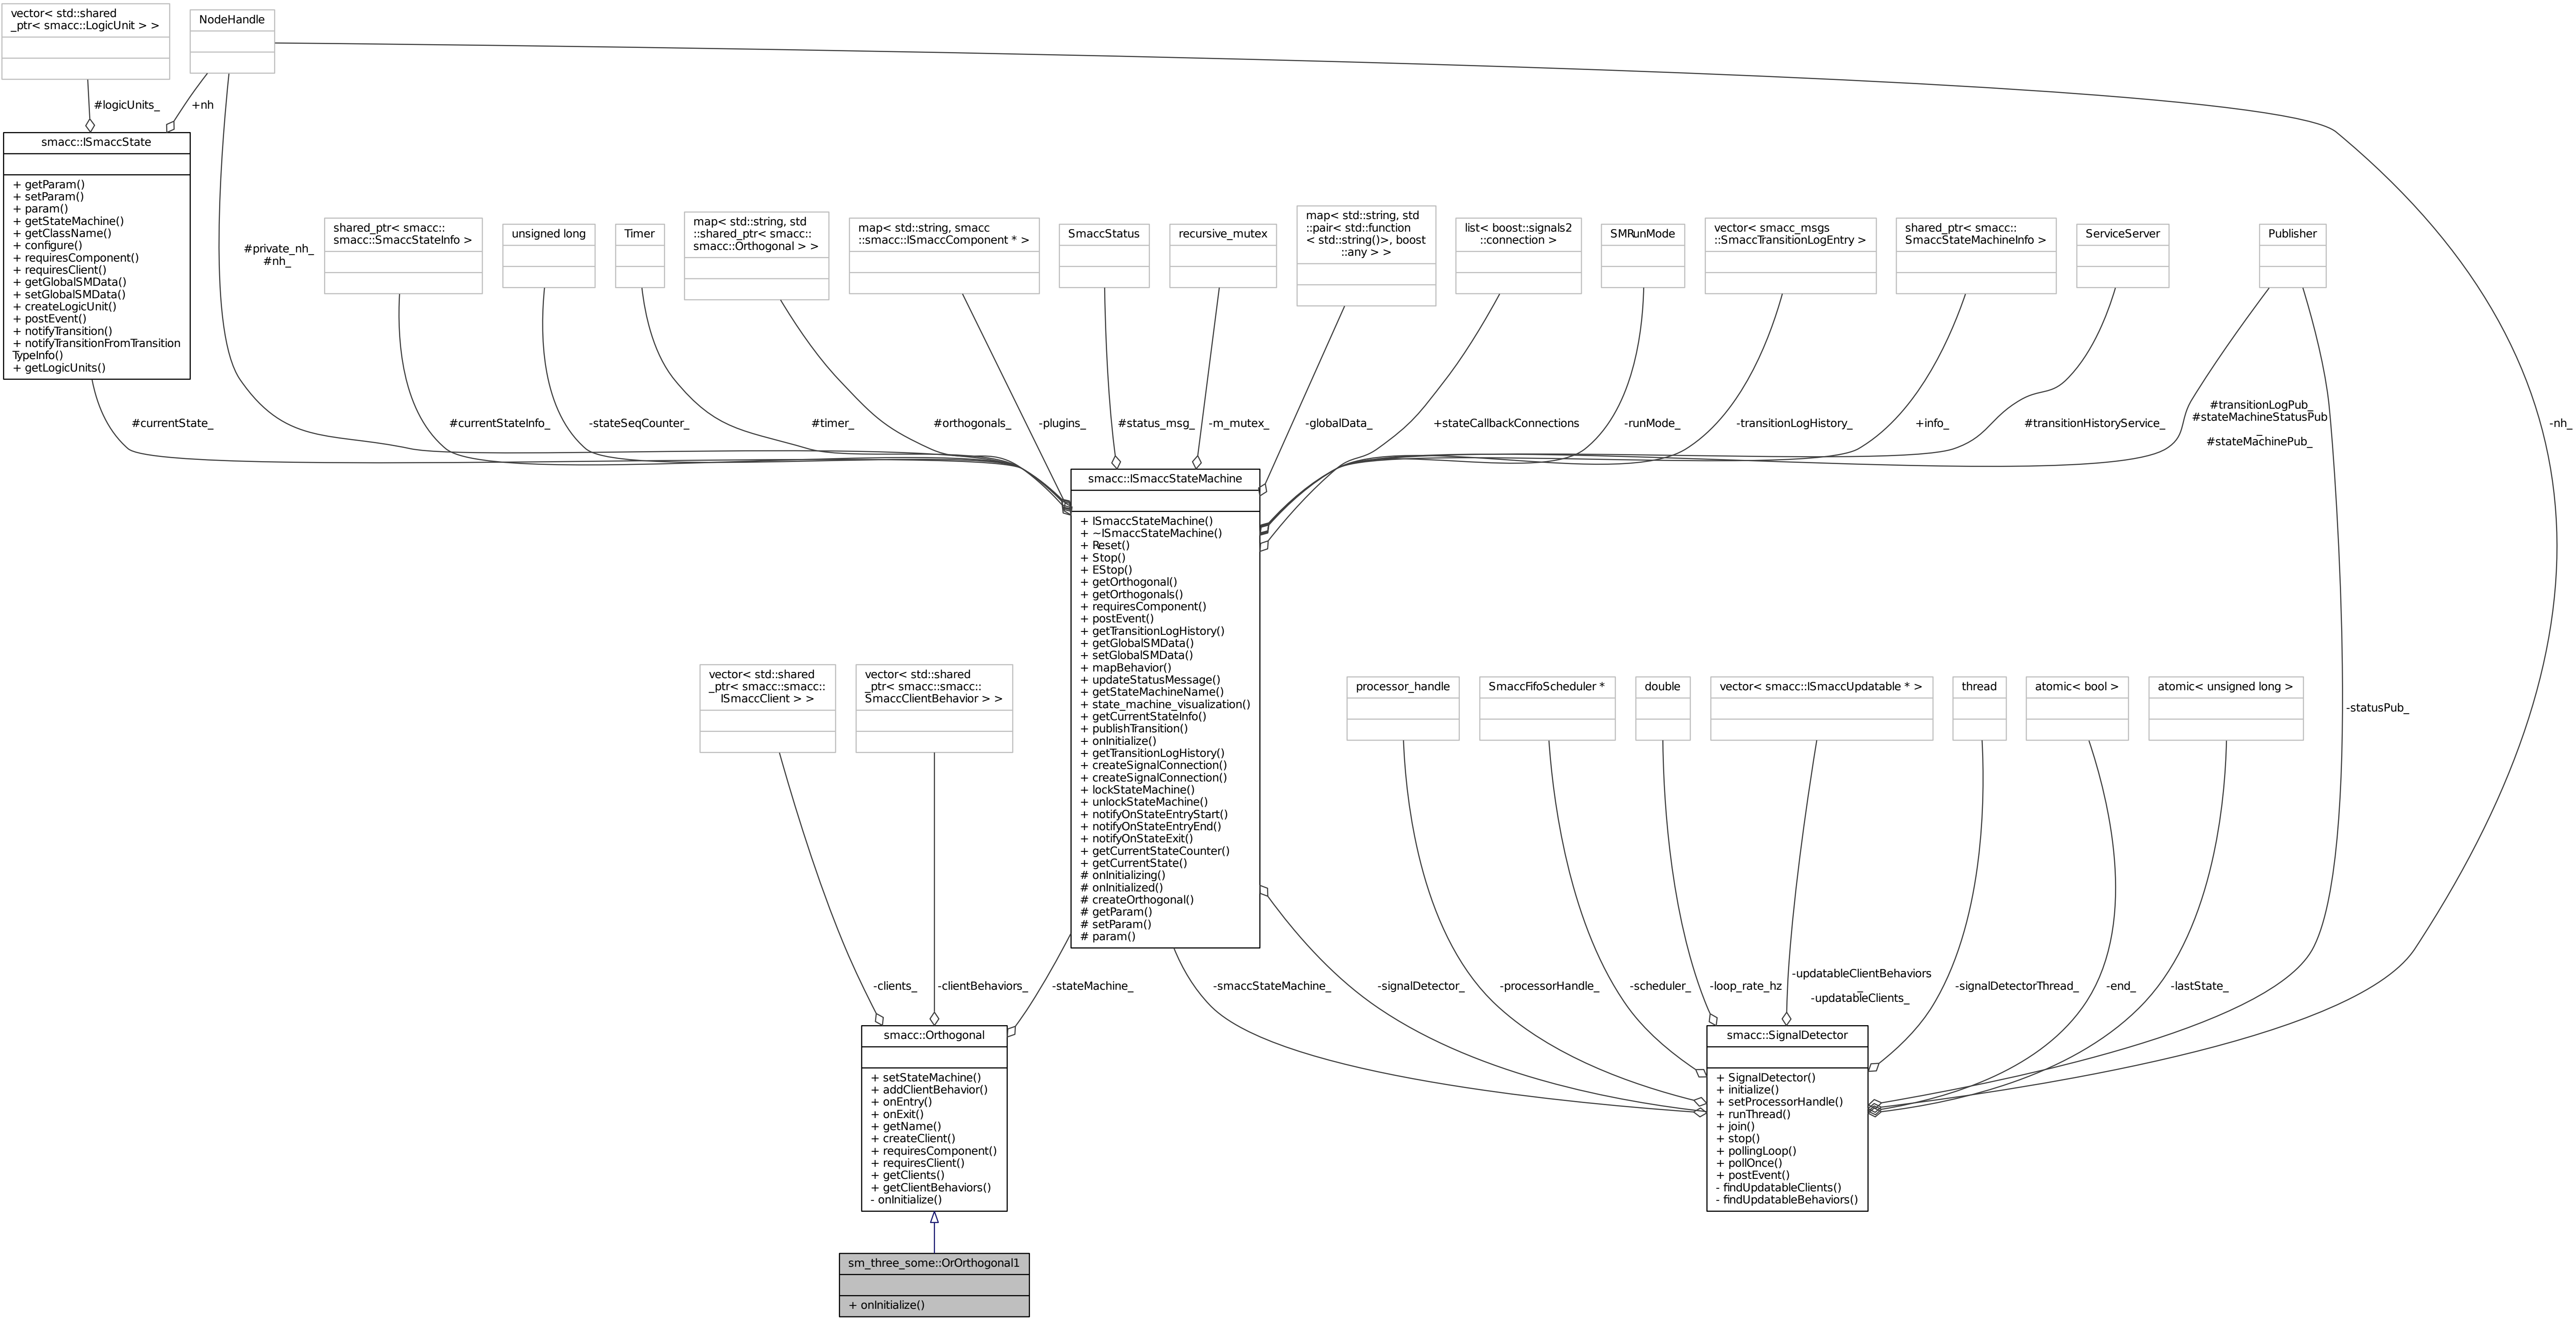 vector< std::shared
_ptr< smacc::LogicUnit > >
NodeHandle
#logicUnits_
+nh
smacc::ISmaccState
+ getParam()
+ setParam()
+ param()
+ getStateMachine()
+ getClassName()
+ configure()
+ requiresComponent()
+ requiresClient()
+ getGlobalSMData()
+ setGlobalSMData()
+ createLogicUnit()
+ postEvent()
+ notifyTransition()
+ notifyTransitionFromTransition
TypeInfo()
+ getLogicUnits()
#private_nh_
#nh_
shared_ptr< smacc::
smacc::SmaccStateInfo >
unsigned long
Timer
map< std::string, std
::shared_ptr< smacc::
smacc::Orthogonal > >
map< std::string, smacc
::smacc::ISmaccComponent * >
SmaccStatus
recursive_mutex
map< std::string, std
::pair< std::function
< std::string()>, boost
::any > >
list< boost::signals2
::connection >
SMRunMode
vector< smacc_msgs
::SmaccTransitionLogEntry >
shared_ptr< smacc::
SmaccStateMachineInfo >
ServiceServer
Publisher
#currentState_
#currentStateInfo_
-stateSeqCounter_
#timer_
#orthogonals_
-plugins_
#status_msg_
-m_mutex_
-globalData_
+stateCallbackConnections
-runMode_
-transitionLogHistory_
+info_
#transitionHistoryService_
#transitionLogPub_
#stateMachineStatusPub
_
#stateMachinePub_
-nh_
smacc::ISmaccStateMachine
+ ISmaccStateMachine()
+ ~ISmaccStateMachine()
+ Reset()
+ Stop()
+ EStop()
+ getOrthogonal()
+ getOrthogonals()
+ requiresComponent()
+ postEvent()
+ getTransitionLogHistory()
+ getGlobalSMData()
+ setGlobalSMData()
+ mapBehavior()
+ updateStatusMessage()
+ getStateMachineName()
+ state_machine_visualization()
+ getCurrentStateInfo()
+ publishTransition()
+ onInitialize()
+ getTransitionLogHistory()
+ createSignalConnection()
+ createSignalConnection()
+ lockStateMachine()
+ unlockStateMachine()
+ notifyOnStateEntryStart()
+ notifyOnStateEntryEnd()
+ notifyOnStateExit()
+ getCurrentStateCounter()
+ getCurrentState()
# onInitializing()
# onInitialized()
# createOrthogonal()
# getParam()
# setParam()
# param()
vector< std::shared
_ptr< smacc::smacc::
ISmaccClient > >
vector< std::shared
_ptr< smacc::smacc::
SmaccClientBehavior > >
processor_handle
SmaccFifoScheduler *
double
vector< smacc::ISmaccUpdatable * >
thread
atomic< bool >
atomic< unsigned long >
-statusPub_
-clients_
-clientBehaviors_
-stateMachine_
-smaccStateMachine_
-signalDetector_
-processorHandle_
-scheduler_
-loop_rate_hz
-updatableClientBehaviors
_
-updatableClients_
-signalDetectorThread_
-end_
-lastState_
smacc::Orthogonal
+ setStateMachine()
+ addClientBehavior()
+ onEntry()
+ onExit()
+ getName()
+ createClient()
+ requiresComponent()
+ requiresClient()
+ getClients()
+ getClientBehaviors()
- onInitialize()
smacc::SignalDetector
+ SignalDetector()
+ initialize()
+ setProcessorHandle()
+ runThread()
+ join()
+ stop()
+ pollingLoop()
+ pollOnce()
+ postEvent()
- findUpdatableClients()
- findUpdatableBehaviors()
sm_three_some::OrOrthogonal1
+ onInitialize()